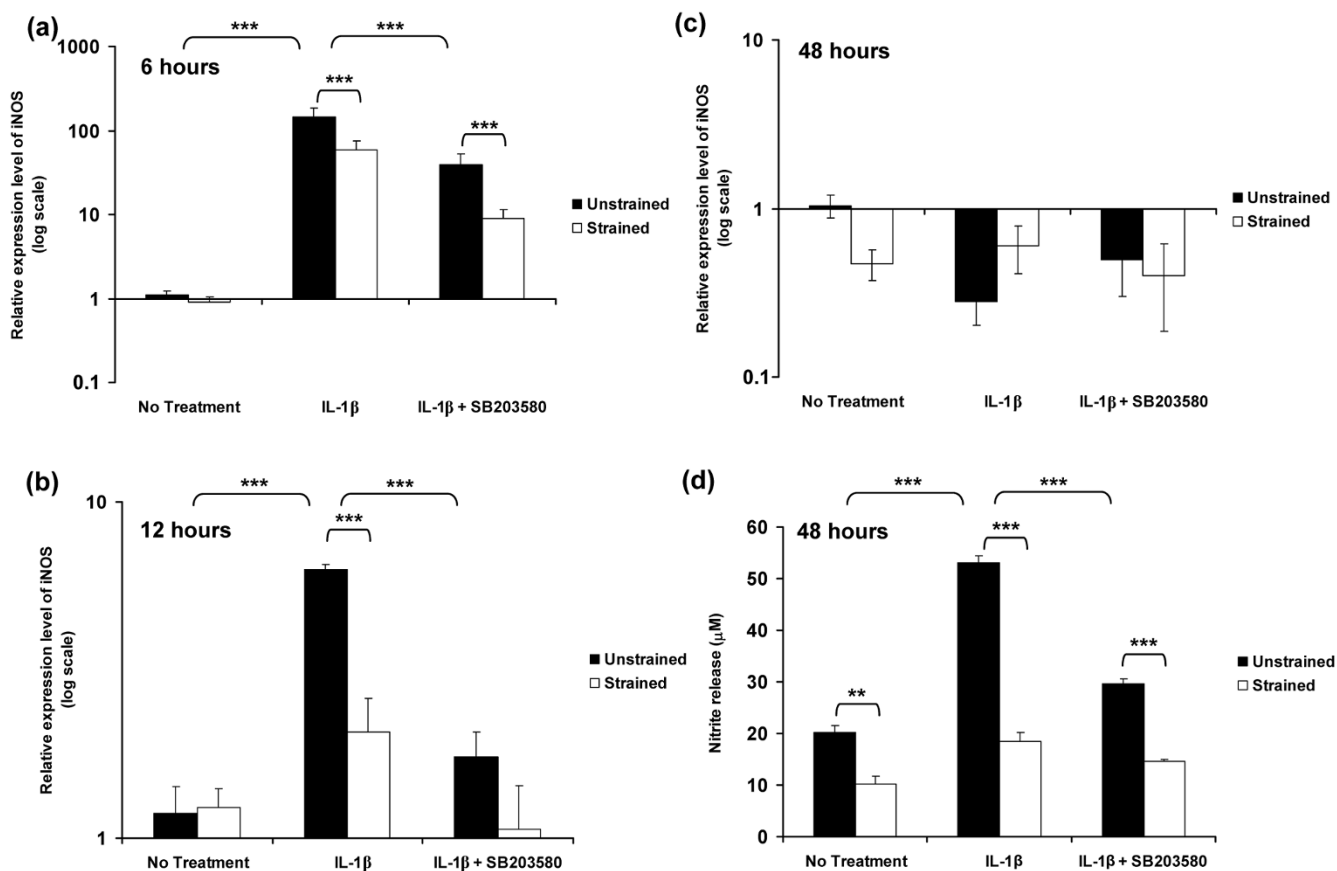 (a)
***
***
1000
6 hours
***
100
***
10
1
0.1
Relative expression level of iNOS
(log scale)
Unstrained
Strained
No Treatment
IL-1β
IL-1β + SB203580
(c)
10
48 hours
1
0.1
Relative expression level of iNOS
(log scale)
Unstrained
Strained
No Treatment
IL-1β
IL-1β + SB203580
(b)
***
***
10
12 hours
***
1
Relative expression level of iNOS
(log scale)
Unstrained
Strained
No Treatment
IL-1β
IL-1β + SB203580
(d)
***
***
48 hours
***
60
50
40
30
20
10
0
***
**
Nitrite release (μM)
Unstrained
Strained
No Treatment
IL-1β
IL-1β + SB203580